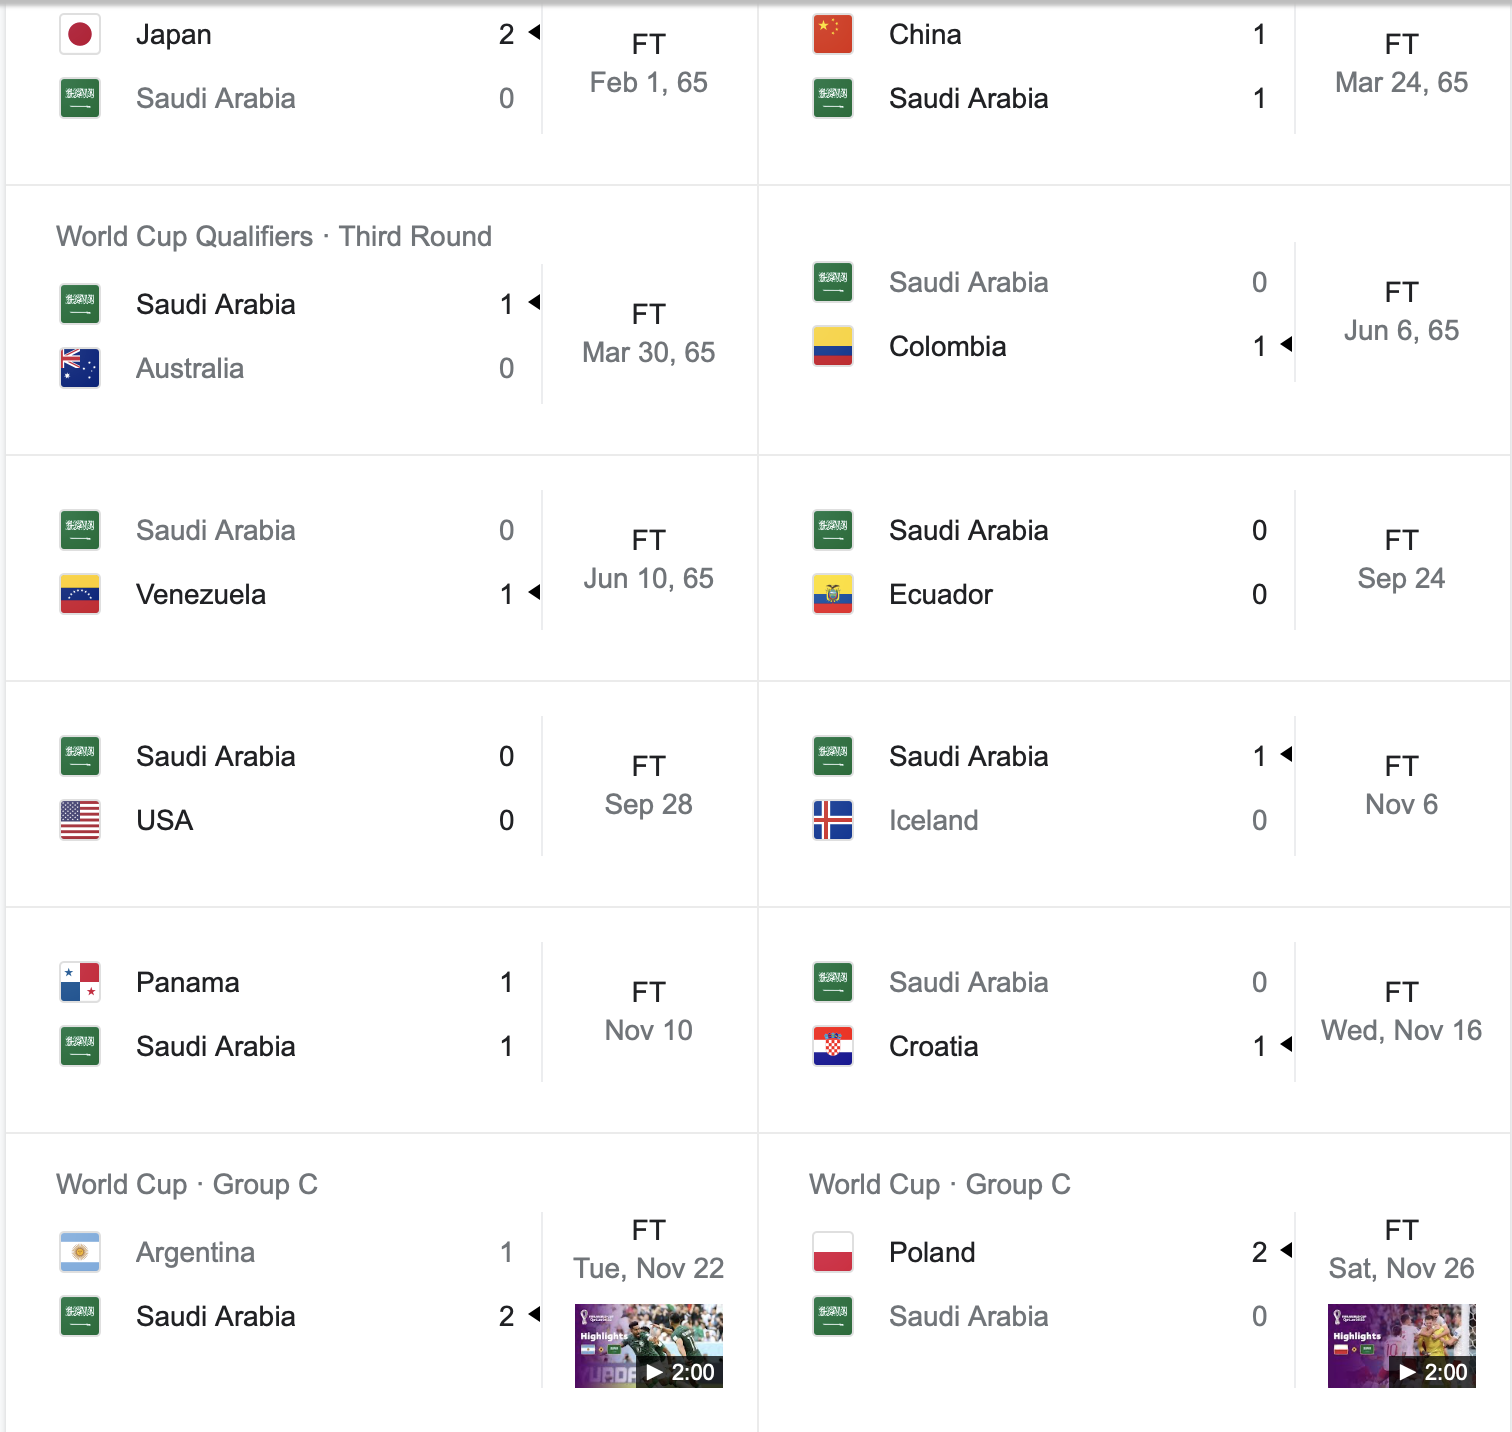 Japan 2
FT
Saudi Arabia 0
Feb 1, 65
China 1
FT
Saudi Arabia 1
Mar 24, 65
World Cup Qualifiers · Third Round
Saudi Arabia 1
FT
Australia 0
Mar 30, 65
Saudi Arabia 0
FT
Colombia 1
Jun 6, 65
Saudi Arabia 0
FT
Venezuela 1
Jun 10, 65
Saudi Arabia 0
FT
Ecuador 0
Sep 24
Saudi Arabia 0
FT
USA 0
Sep 28
Saudi Arabia 1
FT
Iceland 0
Nov 6
Panama 1
FT
Saudi Arabia 1
Nov 10
Saudi Arabia 0
FT
Croatia 1
Wed, Nov 16
World Cup · Group C
Argentina 1
FT
Saudi Arabia 2
Tue, Nov 22
Highlights
2:00
World Cup · Group C
Poland 2
FT
Saudi Arabia 0
Sat, Nov 26
Highlights
2:00